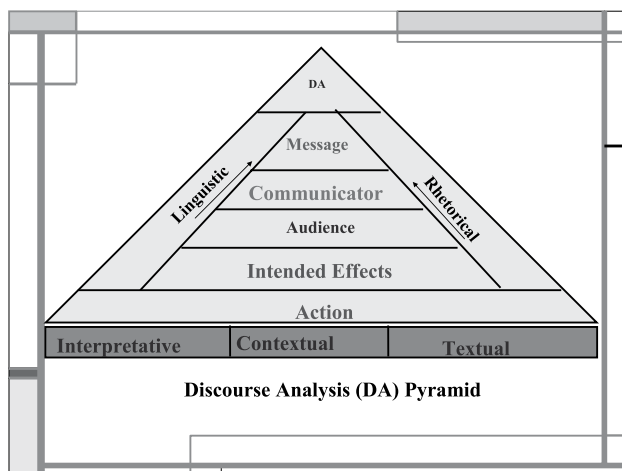 DA
Message
Linguistic
Rhetorical
Communicator
Audience
Intended Effects
Action
Interpretative
Contextual
Textual
Discourse Analysis (DA) Pyramid